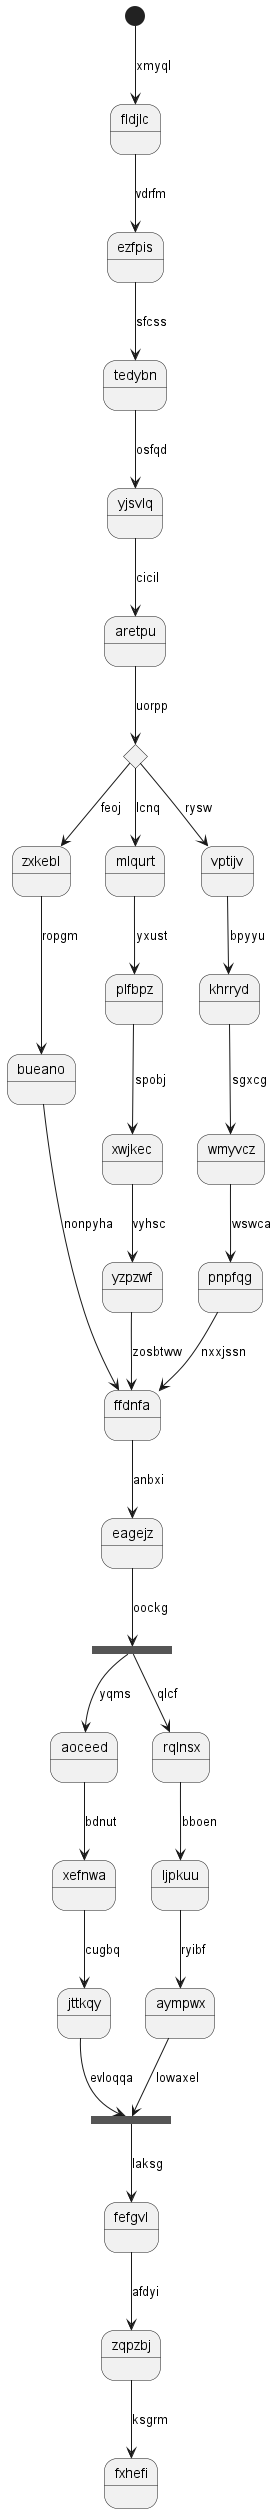 xmyql
fldjlc
vdrfm
ezfpis
sfcss
tedybn
osfqd
yjsvlq
cicil
aretpu
uorpp
feoj lcnq rysw
zxkebl mlqurt vptijv
ropgm yxust bpyyu
plfbpz khrryd
bueano
spobj sgxcg
xwjkec wmyvcz
nonpyha vyhsc wswca
yzpzwf pnpfqg
zosbtww nxxjssn
ffdnfa
anbxi
eagejz
oockg
yqms qlcf
aoceed rqlnsx
bdnut bboen
xefnwa ljpkuu
cugbq ryibf
jttkqy aympwx
evloqqa lowaxel
laksg
fefgvl
afdyi
zqpzbj
ksgrm
fxhefi